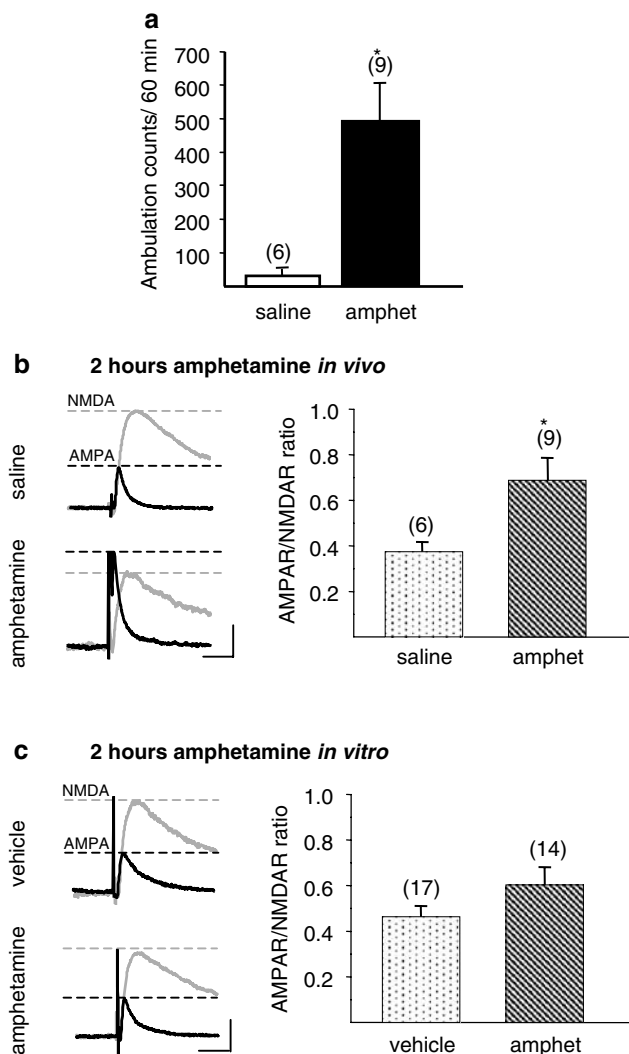 a
Ambulation counts/ 60 min
700
600
500
400
300
200
100
(6)
*
(9)
saline
amphet
b
2 hours amphetamine in vivo
saline
NMDA
AMPA
amphetamine
AMPAR/NMDAR ratio
1.0
0.8
0.6
0.4
0.2
(6)
*
(9)
saline
amphet
c
2 hours amphetamine in vitro
vehicle
NMDA
AMPA
amphetamine
AMPAR/NMDAR ratio
1.0
0.8
0.6
0.4
0.2
(17)
(14)
vehicle
amphet